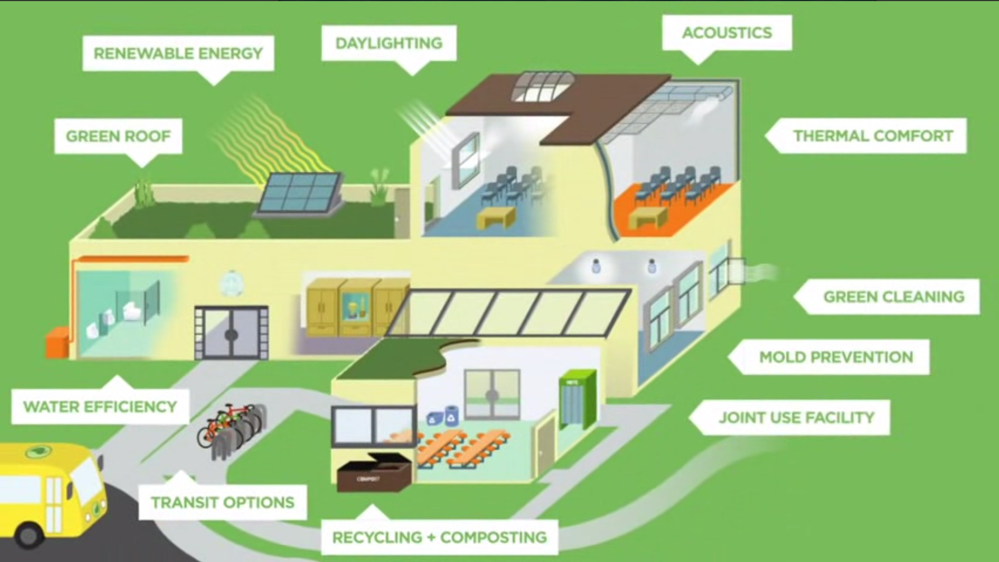 ACOUSTICS
DAYLIGHTING
RENEWABLE ENERGY
GREEN ROOF
THERMAL COMFORT
GREEN CLEANING
MOLD PREVENTION
WATER EFFICIENCY
JOINT USE FACILITY
COMPOST
TRANSIT OPTIONS
RECYCLING + COMPOSTING